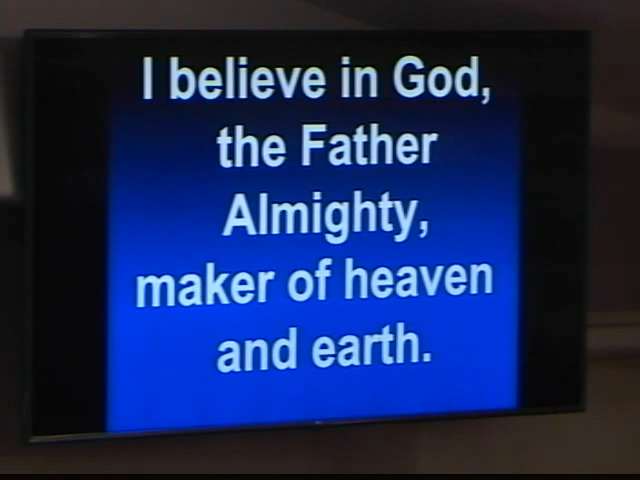 I believe in God,
the Father
Almighty,
maker of heaven
and earth.